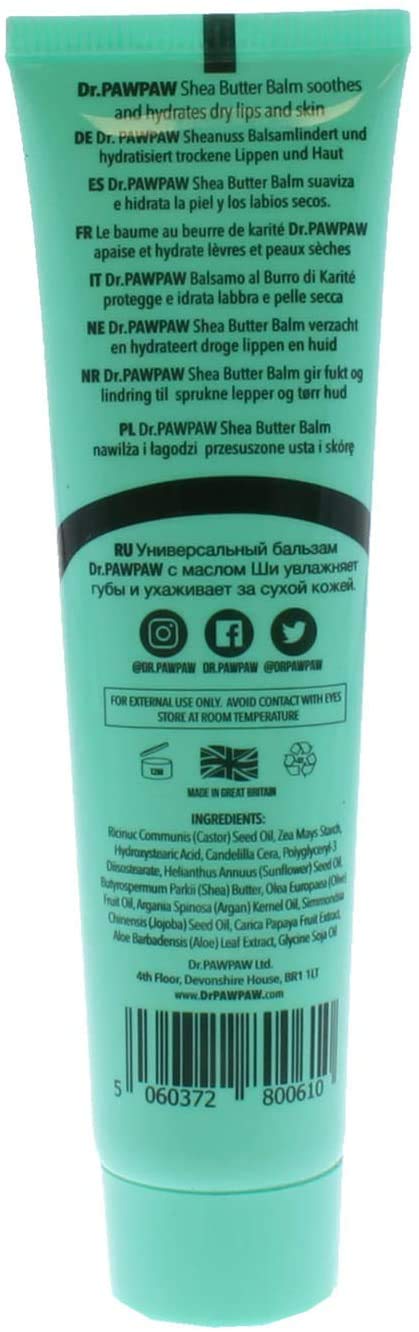 Dr.PAWPAW Shea Butter Balm soothes
and hydrates dry lips and skin
DE Dr. PAWPAW Sheanuss Balsamlindert und
hydratisiert trockene Lippen und Haut
ES Dr.PAWPAW Shea Butter Balm suaviza
e hidrata la piel y los labios secos.
FR Le baume au beurre de karité Dr.PAWPAW
apaise et hydrate lèvres et peaux sèches
IT Dr.PAWPAW Balsamo al Burro di Karité
protegge e idrata labbra e pelle secca
NE Dr.PAWPAW Shea Butter Balm verzacht
en hydrateert droge lippen en huid
NR Dr.PAWPAW Shea Butter Balm gir fukt og
lindring til sprukne lepper og tørr hud
PL Dr.PAWPAW Shea Butter Balm
nawilża i łagodzi przesuszone usta i skórę
RU Универсальный бальзам
Dr.PAWPAW с маслом Ши увлажняет
губы и ухаживает за сухой кожей.
@DR.PAWPAW DR.PAWPAW @DRPAWPAW
FOR EXTERNAL USE ONLY. AVOID CONTACT WITH EYES
STORE AT ROOM TEMPERATURE
12M
MADE IN GREAT BRITAIN
INGREDIENTS:
Ricinuc Communis (Castor) Seed Oil, Zea Mays Starch,
Hydroxystearic Acid, Candelilla Cera, Polyglyceryl-3
Diisostearate, Helianthus Annuus (Sunflower) Seed Oil,
Butyrospermum Parkii (Shea) Butter, Olea Europaea (Olive)
Fruit Oil, Argania Spinosa (Argan) Kernel Oil, Simmondsia
Chinensis (Jojoba) Seed Oil, Carica Papaya Fruit Extract,
Aloe Barbadensis (Aloe) Leaf Extract, Glycine Soja Oil
Dr.PAWPAW Ltd.
4th Floor, Devonshire House, BR1 1LT
www.DrPAWPAW.com
5 060372 800610